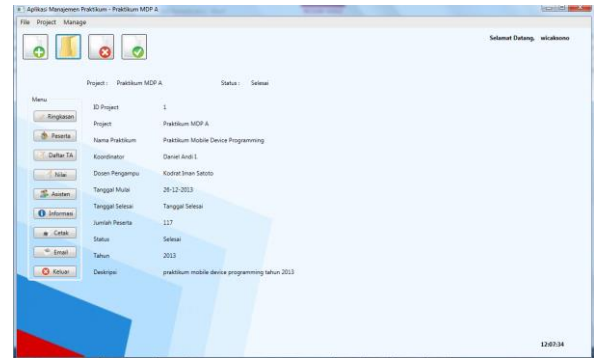 Aplikasi Manajemen Praktikum - Praktikum MDP A
File Project Manage
Selamat Datang, wicaksono
Project : Praktikum MDP A Status : Selesai
Menu
Ringkasan
Peserta
Daftar TA
Nilai
Asisten
Informasi
Cetak
Email
Keluar
ID Project 1
Project Praktikum MDP A
Nama Praktikum Praktikum Mobile Device Programming
Koordinator Daniel Andi
Dosen Pengampu Kodrat Iman Satoto
Tanggal Mulai 26-12-2013
Tanggal Selesai Tanggal Selesai
Jumlah Peserta 117
Status Selesai
Tahun 2013
Deskripsi praktikum mobile device programming tahun 2013
12:07:34